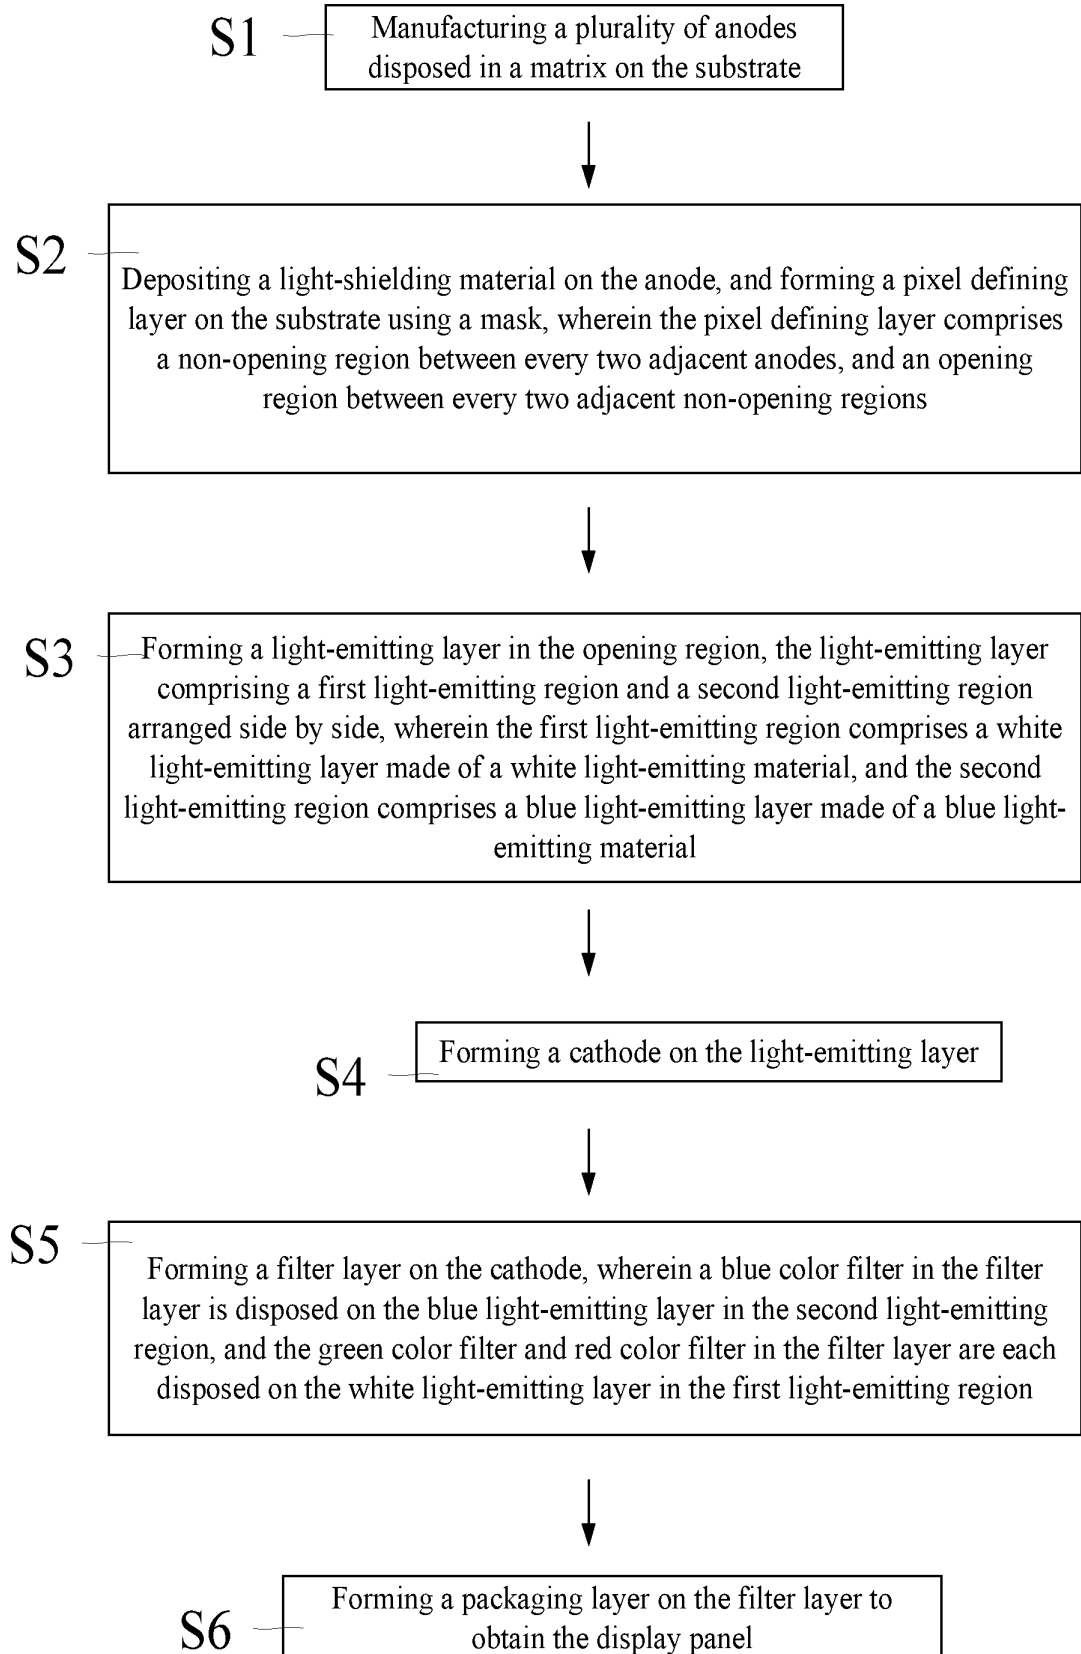 S1
Manufacturing a plurality of anodes
disposed in a matrix on the substrate
S2
Depositing a light-shielding material on the anode, and forming a pixel defining
layer on the substrate using a mask, wherein the pixel defining layer comprises
a non-opening region between every two adjacent anodes, and an opening
region between every two adjacent non-opening regions
S3
Forming a light-emitting layer in the opening region, the light-emitting layer
comprising a first light-emitting region and a second light-emitting region
arranged side by side, wherein the first light-emitting region comprises a white
light-emitting layer made of a white light-emitting material, and the second
light-emitting region comprises a blue light-emitting layer made of a blue light-
emitting material
S4
Forming a cathode on the light-emitting layer
S5
Forming a filter layer on the cathode, wherein a blue color filter in the filter
layer is disposed on the blue light-emitting layer in the second light-emitting
region, and the green color filter and red color filter in the filter layer are each
disposed on the white light-emitting layer in the first light-emitting region
S6
Forming a packaging layer on the filter layer to
obtain the display panel